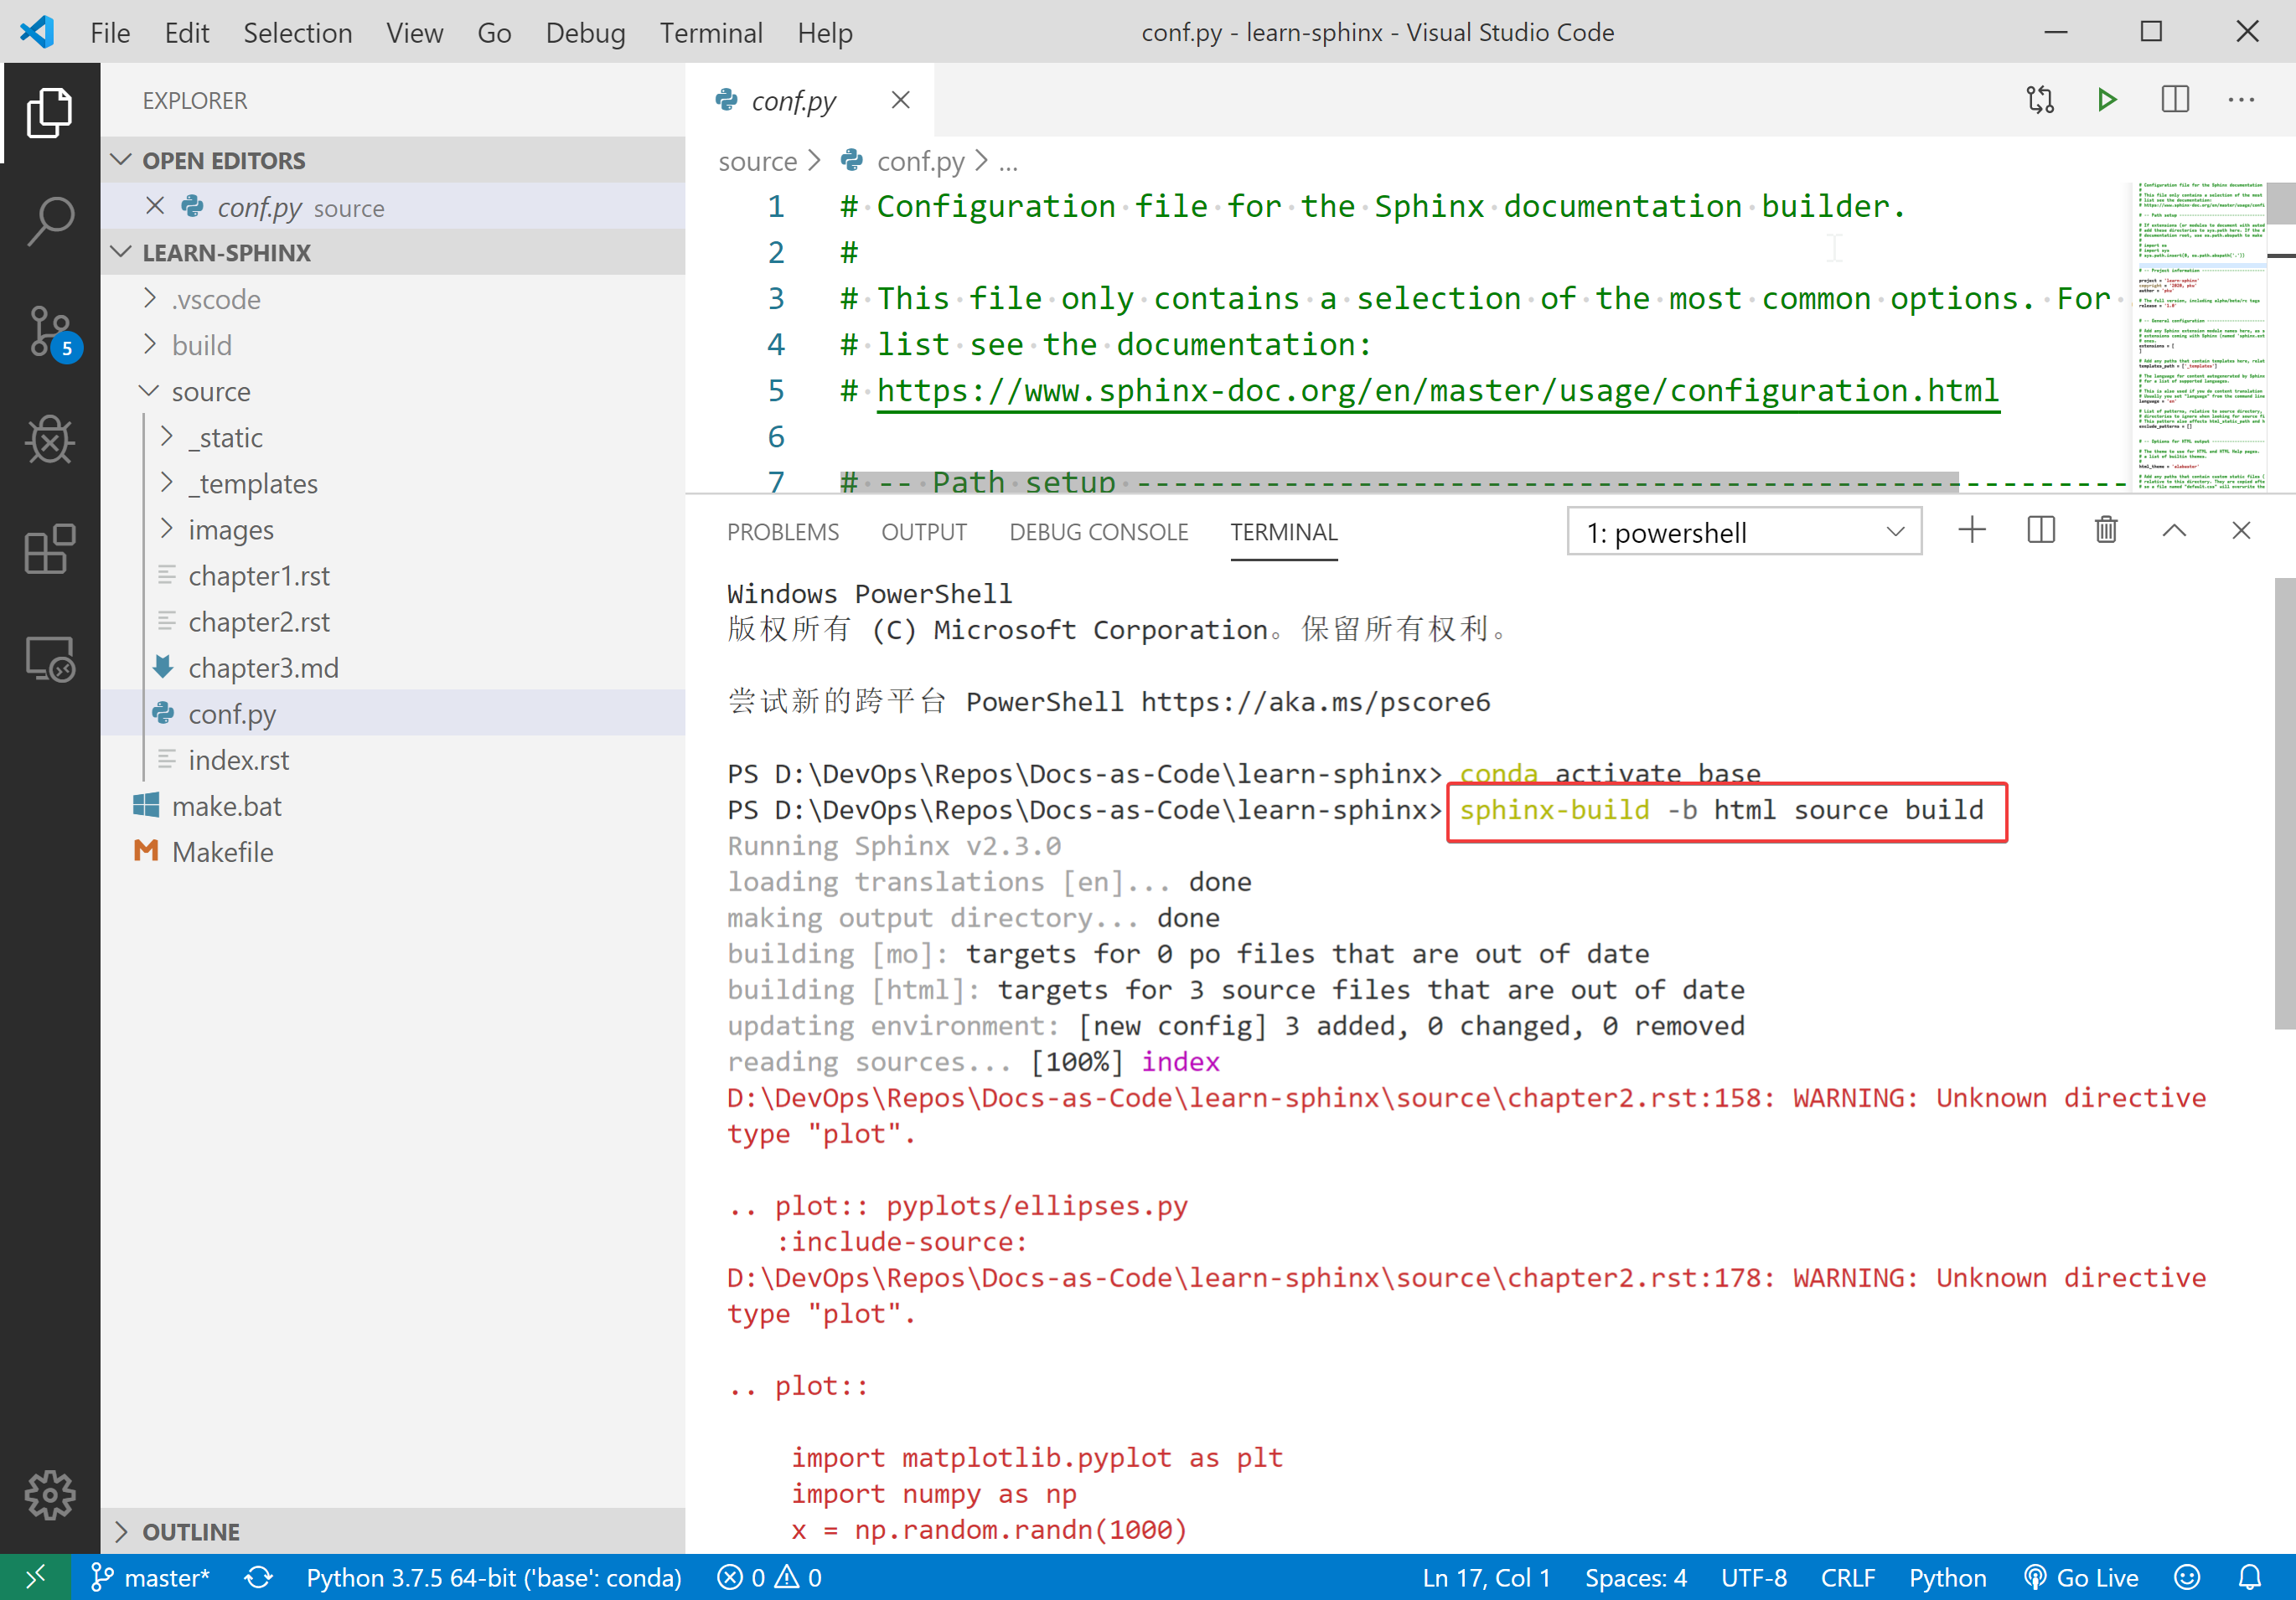 File Edit Selection View Go Debug Terminal Help conf.py - learn-sphinx - Visual Studio Code
EXPLORER
OPEN EDITORS
conf.py source
LEARN-SPHINX
.vscode
build
source
_static
_templates
images
chapter1.rst
chapter2.rst
chapter3.md
conf.py
index.rst
make.bat
Makefile
OUTLINE
5
conf.py
source > conf.py > ...
1 # Configuration file for the Sphinx documentation builder.
2 #
3 # This file only contains a selection of the most common options. For
4 # list see the documentation:
5 # https://www.sphinx-doc.org/en/master/usage/configuration.html
6
7 # -- Path setup --------------------------------------------------------------
PROBLEMS OUTPUT DEBUG CONSOLE TERMINAL 1: powershell
Windows PowerShell
版权所有 (C) Microsoft Corporation。保留所有权利。
尝试新的跨平台 PowerShell https://aka.ms/pscore6
PS D:\DevOps\Repos\Docs-as-Code\learn-sphinx> conda activate base
PS D:\DevOps\Repos\Docs-as-Code\learn-sphinx> sphinx-build -b html source build
Running Sphinx v2.3.0
loading translations [en]... done
making output directory... done
building [mo]: targets for 0 po files that are out of date
building [html]: targets for 3 source files that are out of date
updating environment: [new config] 3 added, 0 changed, 0 removed
reading sources... [100%] index
D:\DevOps\Repos\Docs-as-Code\learn-sphinx\source\chapter2.rst:158: WARNING: Unknown directive
type "plot".
.. plot:: pyplots/ellipses.py
:include-source:
D:\DevOps\Repos\Docs-as-Code\learn-sphinx\source\chapter2.rst:178: WARNING: Unknown directive
type "plot".
.. plot::
import matplotlib.pyplot as plt
import numpy as np
x = np.random.randn(1000)
master* Python 3.7.5 64-bit ('base': conda) 0 0 Ln 17, Col 1 Spaces: 4 UTF-8 CRLF Python Go Live